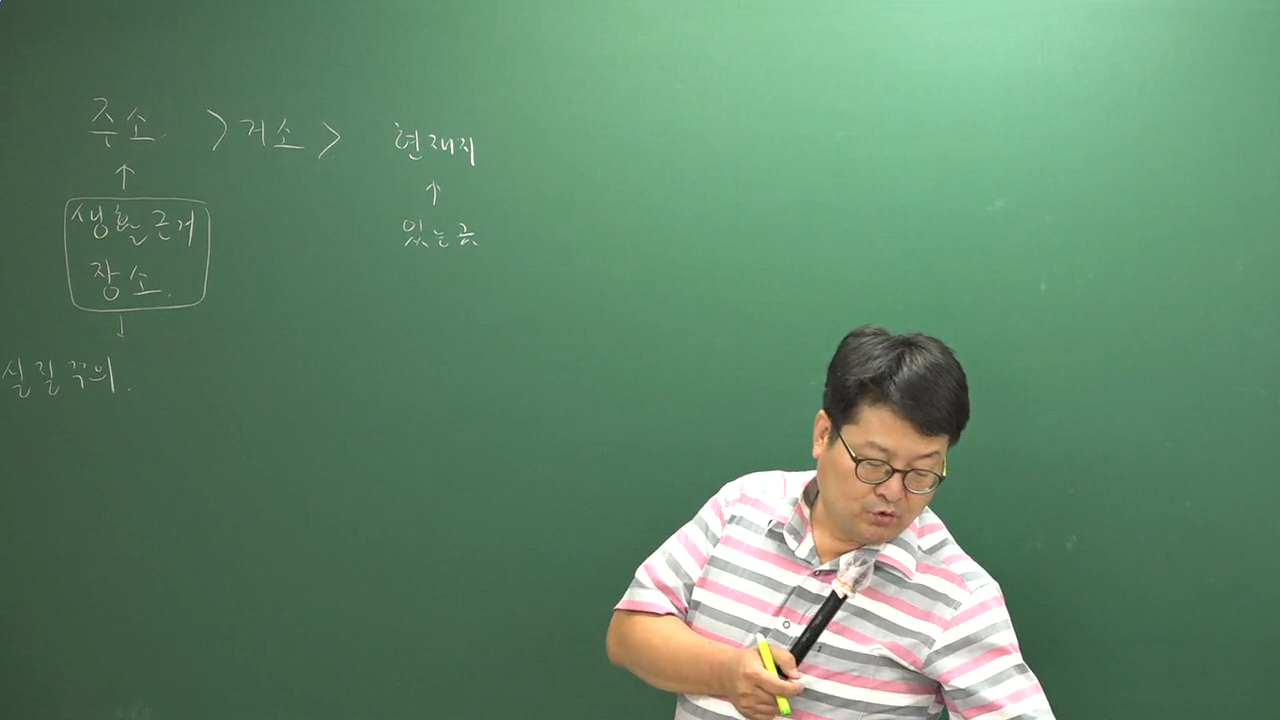 주소 > 거소 > 현재지
↑ ↑
생활근거 있는곳
장소.
↓
실질주의.